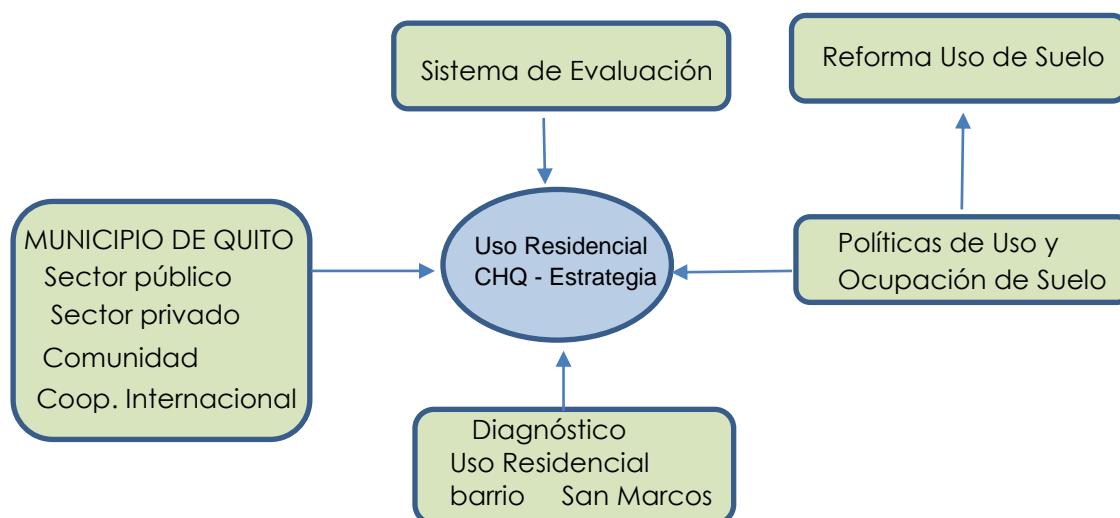 Sistema de Evaluación
Reforma Uso de Suelo
MUNICIPIO DE QUITO
Sector público
Sector privado
Comunidad
Coop. Internacional
Uso Residencial
CHQ - Estrategia
Políticas de Uso y
Ocupación de Suelo
Diagnóstico
Uso Residencial
barrio San Marcos